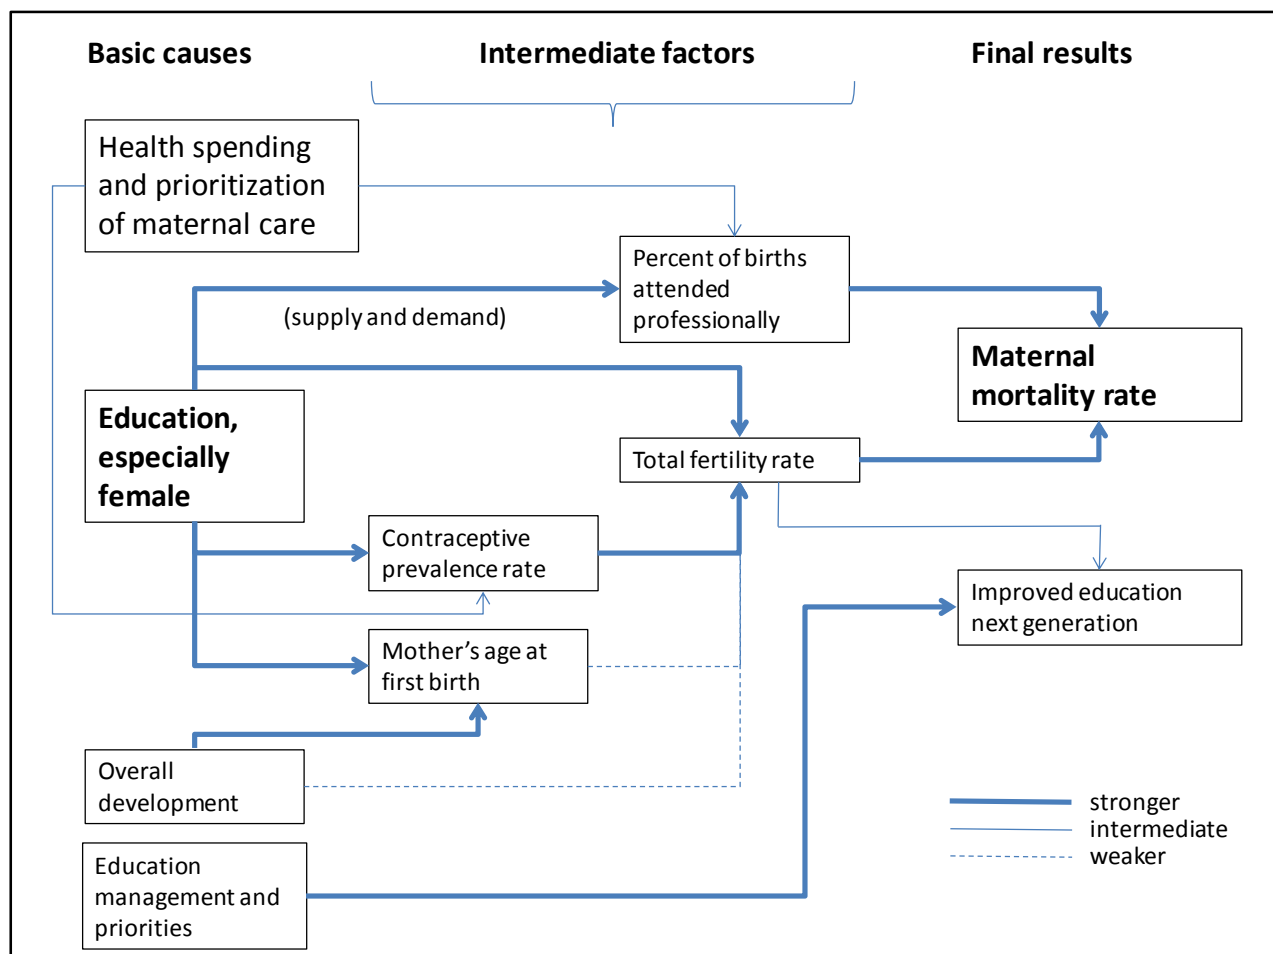 Basic causes
Intermediate factors
Final results
Health spending
and prioritization
of maternal care
Percent of births
attended
professionally
(supply and demand)
Maternal
mortality rate
Education,
especially
female
Total fertility rate
Contraceptive
prevalence rate
Improved education
next generation
Mother’s age at
first birth
Overall
development
Education
management and
priorities
stronger
intermediate
weaker